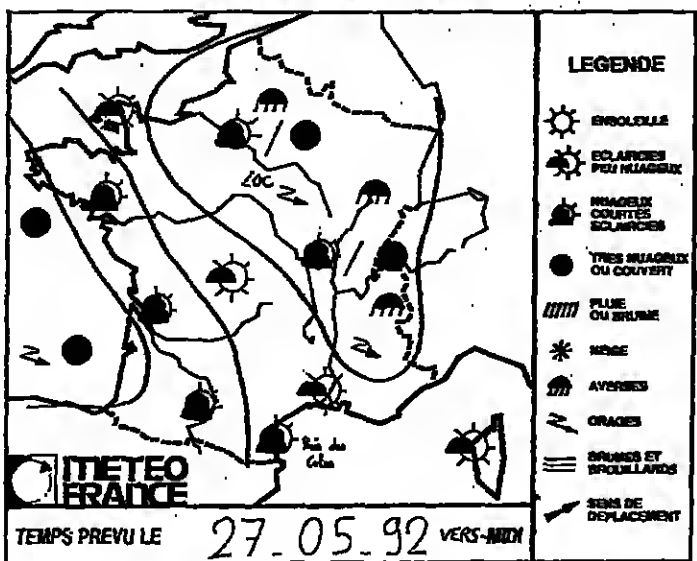 LEGENDE
ENSOLEILLE
ECLAIRCIES
PEU NUAGEUX
NUAGEUX
COURTES
ECLAIRCIES
TRES NUAGEUX
OU COUVERT
PLUIE
OU BRUINE
NEIGE
AVERSES
ORAGES
BRUMES ET
BROUILLARDS
SENS DE
DEPLACEMENT
LOC
METEO
FRANCE
TEMPS PREVU LE 27_05_92 VERS-MIDI